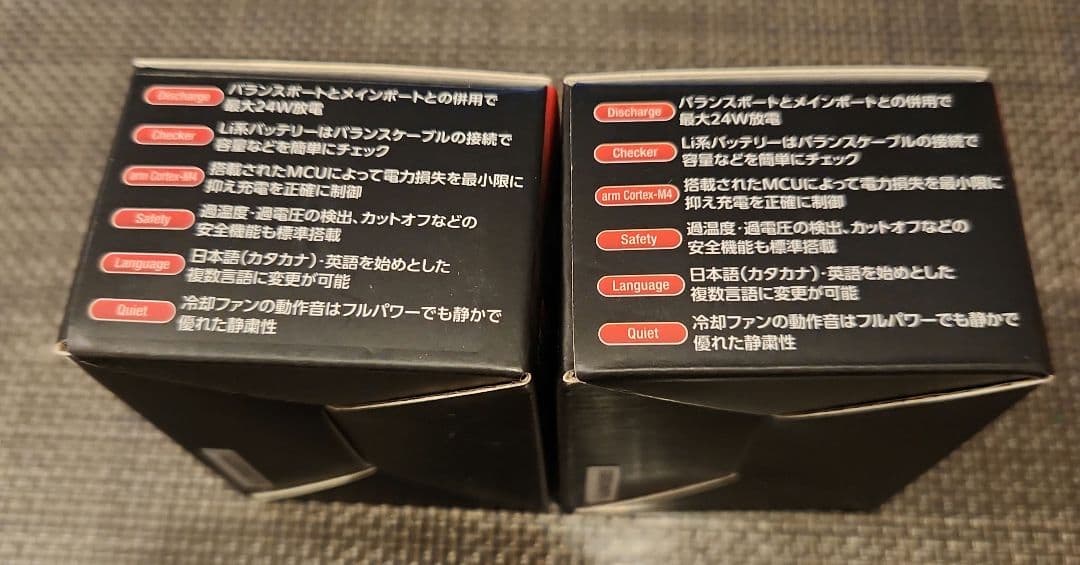 Discharge
バランスポートとメインポートとの併用で
最大24W放電
Checker
Li系バッテリーはバランスケーブルの接続で
容量などを簡単にチェック
arm Cortex-M4
搭載されたMCUによって電力損失を最小限に
抑え充電を正確に制御
Safety
過温度・過電圧の検出、カットオフなどの
安全機能も標準搭載
Language
日本語(カタカナ)・英語を始めとした
複数言語に変更が可能
Quiet
冷却ファンの動作音はフルパワーでも静かで
優れた静粛性
Discharge
バランスポートとメインポートとの併用で
最大24W放電
Checker
Li系バッテリーはバランスケーブルの接続で
容量などを簡単にチェック
arm Cortex-M4
搭載されたMCUによって電力損失を最小限に
抑え充電を正確に制御
Safety
過温度・過電圧の検出、カットオフなどの
安全機能も標準搭載
Language
日本語(カタカナ)・英語を始めとした
複数言語に変更が可能
Quiet
冷却ファンの動作音はフルパワーでも静かで
優れた静粛性